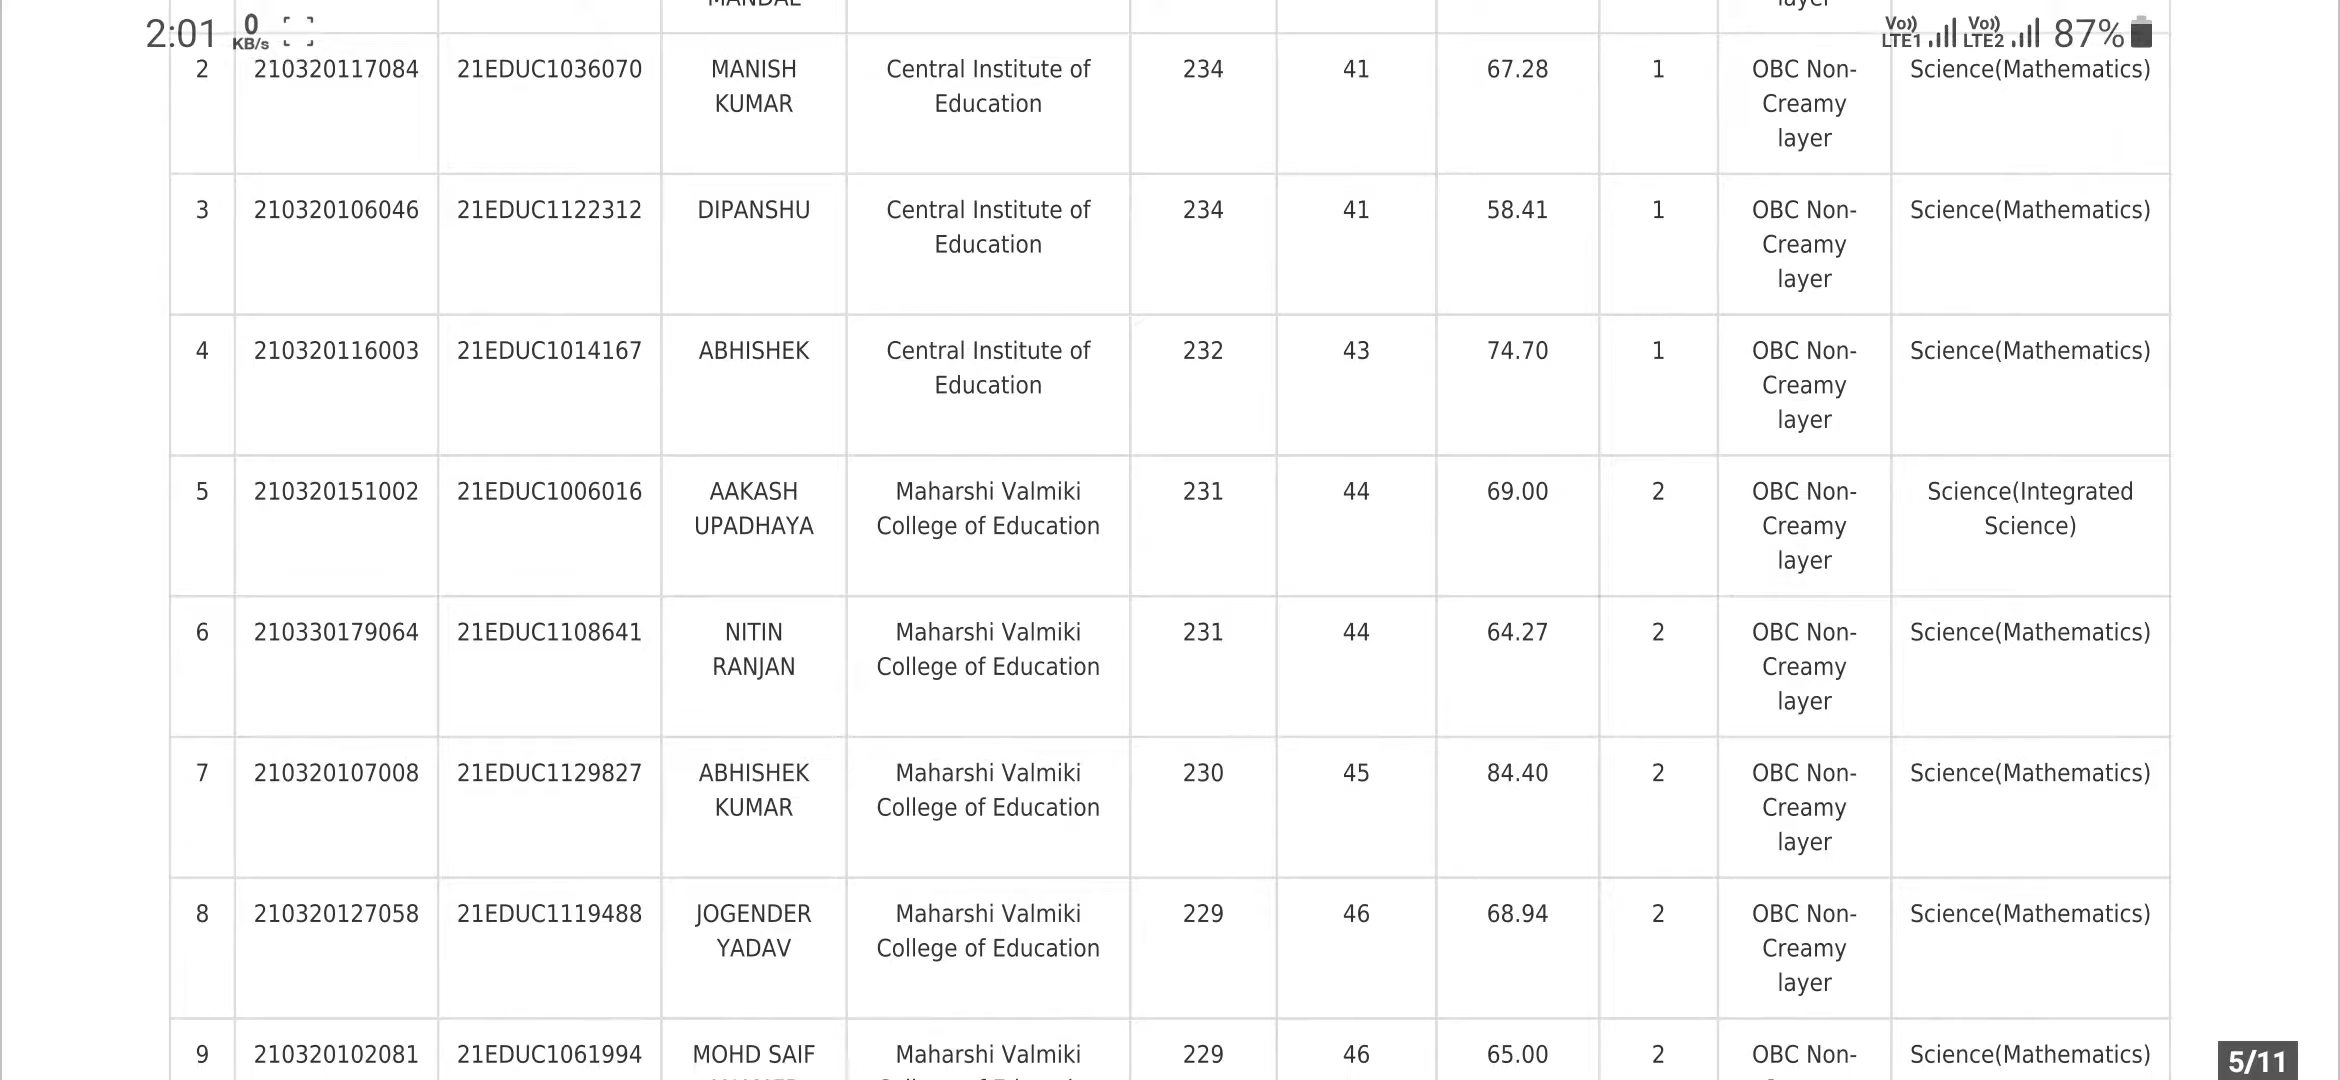 MANDAL layer
2:01 0 KB/s Vo)) LTE1 Vo)) LTE2 87%
2 210320117084 21EDUC1036070 MANISH KUMAR Central Institute of Education 234 41 67.28 1 OBC Non-Creamy layer Science(Mathematics)
3 210320106046 21EDUC1122312 DIPANSHU Central Institute of Education 234 41 58.41 1 OBC Non-Creamy layer Science(Mathematics)
4 210320116003 21EDUC1014167 ABHISHEK Central Institute of Education 232 43 74.70 1 OBC Non-Creamy layer Science(Mathematics)
5 210320151002 21EDUC1006016 AAKASH UPADHAYA Maharshi Valmiki College of Education 231 44 69.00 2 OBC Non-Creamy layer Science(Integrated Science)
6 210330179064 21EDUC1108641 NITIN RANJAN Maharshi Valmiki College of Education 231 44 64.27 2 OBC Non-Creamy layer Science(Mathematics)
7 210320107008 21EDUC1129827 ABHISHEK KUMAR Maharshi Valmiki College of Education 230 45 84.40 2 OBC Non-Creamy layer Science(Mathematics)
8 210320127058 21EDUC1119488 JOGENDER YADAV Maharshi Valmiki College of Education 229 46 68.94 2 OBC Non-Creamy layer Science(Mathematics)
9 210320102081 21EDUC1061994 MOHD SAIF Maharshi Valmiki 229 46 65.00 2 OBC Non- Science(Mathematics)
5/11